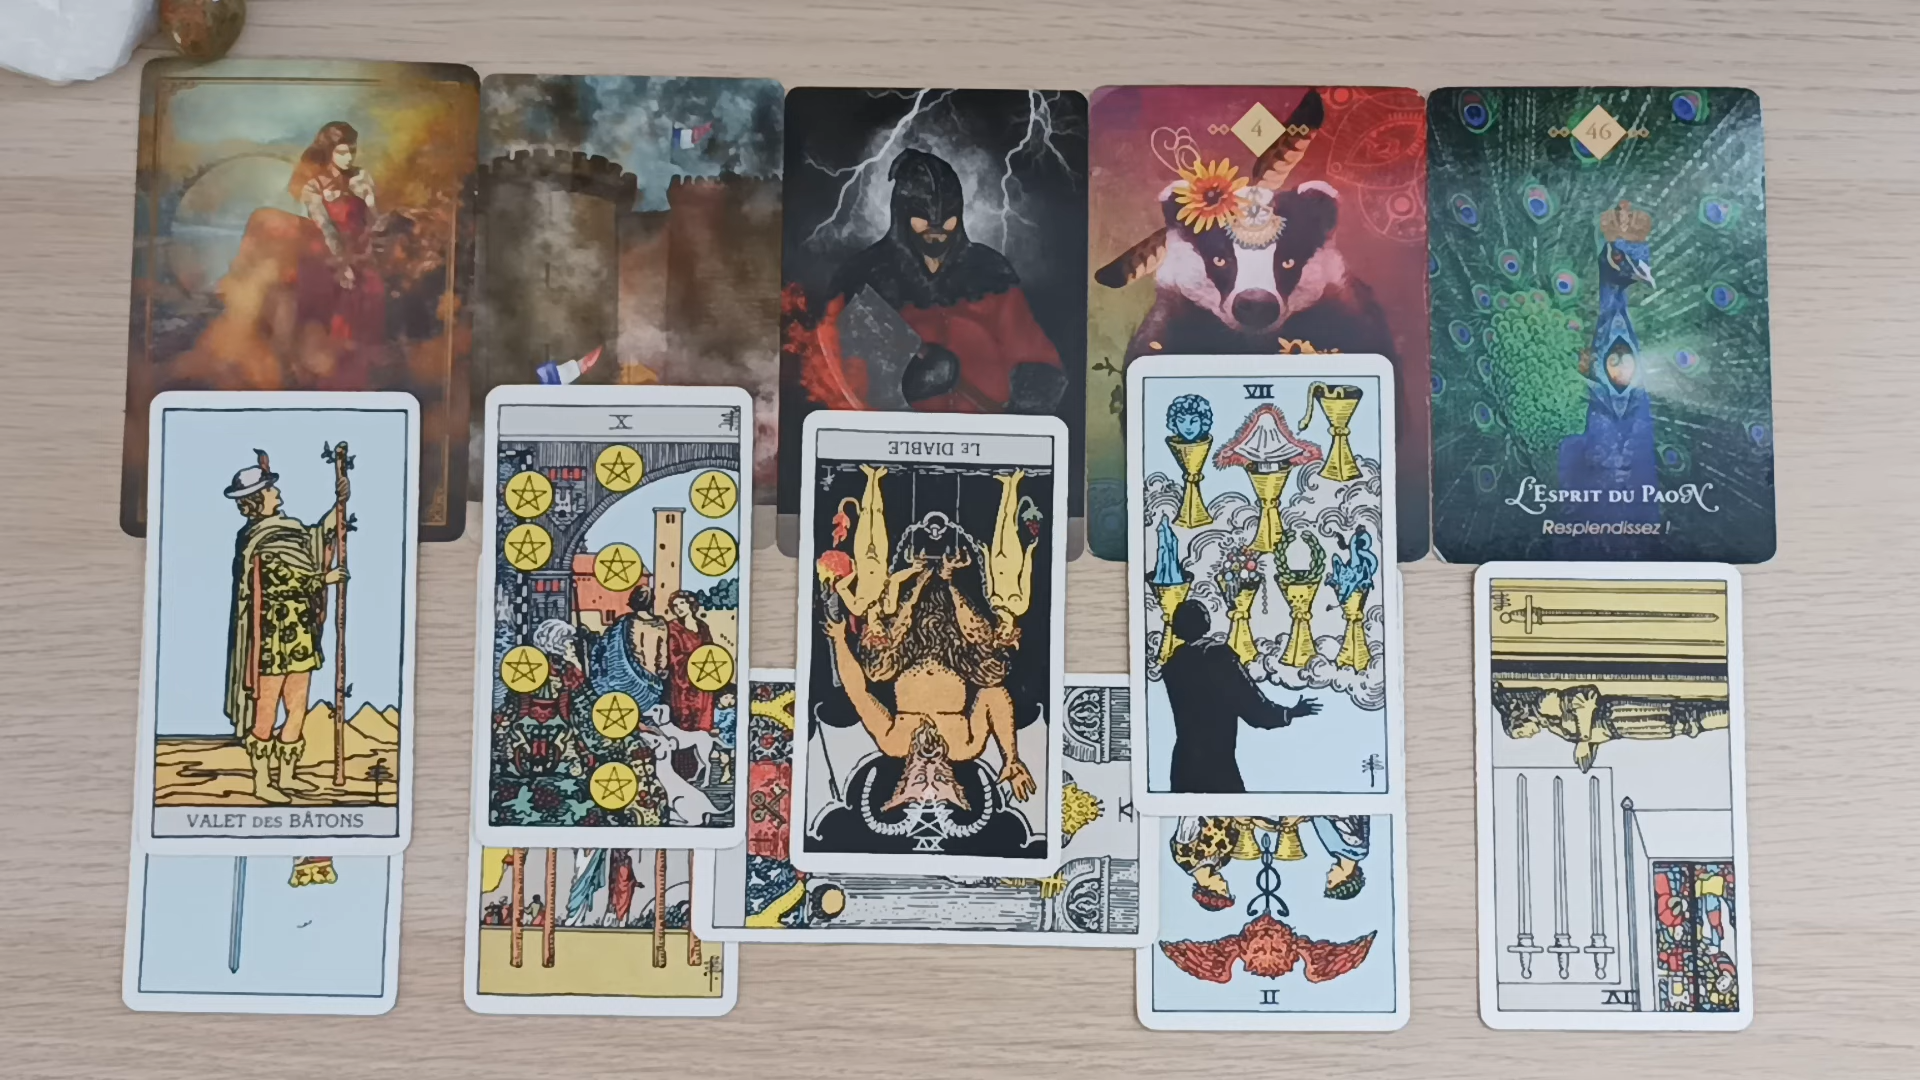 4
46
L'ESPRIT DU PAON
Resplendissez !
VALET DES BÂTONS
X
LE DIABLE
XV
VII
II
IV